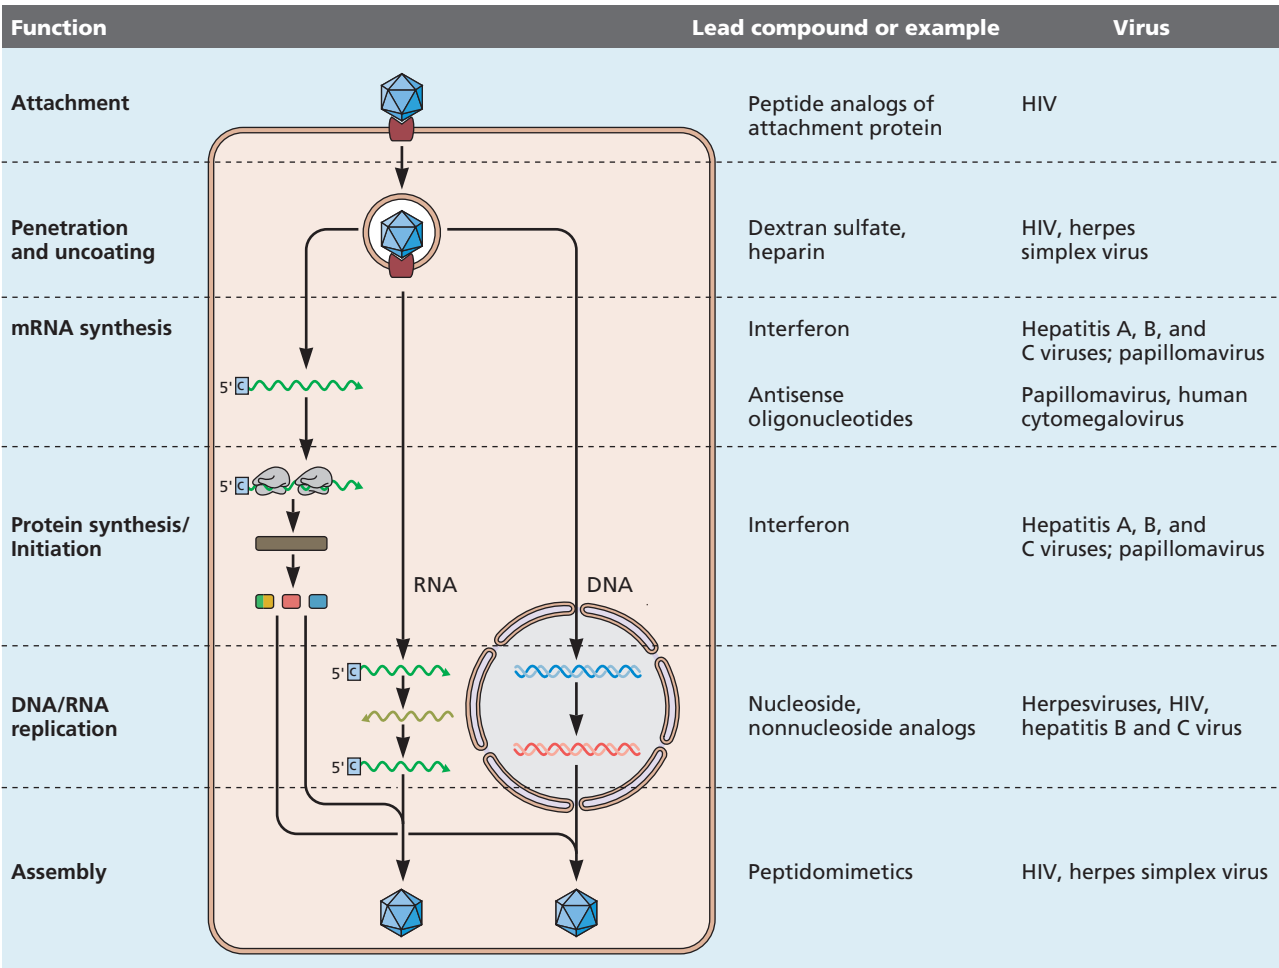 Function Lead compound or example Virus
Attachment
Peptide analogs of
attachment protein
HIV
Penetration
and uncoating
Dextran sulfate,
heparin
HIV, herpes
simplex virus
mRNA synthesis
Interferon
Hepatitis A, B, and
C viruses; papillomavirus
5' C
Antisense
oligonucleotides
Papillomavirus, human
cytomegalovirus
5' C
Protein synthesis/
Initiation
Interferon
Hepatitis A, B, and
C viruses; papillomavirus
RNA DNA
5' C
DNA/RNA
replication
Nucleoside,
nonnucleoside analogs
Herpesviruses, HIV,
hepatitis B and C virus
5' C
Assembly
Peptidomimetics
HIV, herpes simplex virus